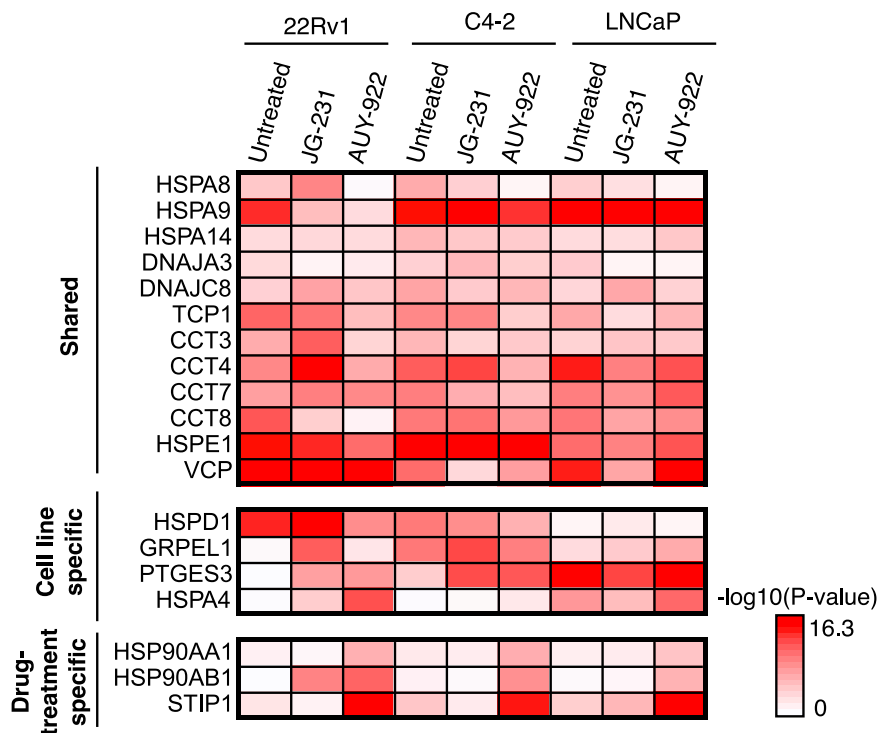 22Rv1 C4-2 LNCaP
Untreated JG-231 AUY-922 Untreated JG-231 AUY-922 Untreated JG-231 AUY-922
Shared
HSPA8
HSPA9
HSPA14
DNAJA3
DNAJC8
TCP1
CCT3
CCT4
CCT7
CCT8
HSPE1
VCP
Cell line
specific
HSPD1
GRPEL1
PTGES3
HSPA4
-log10(P-value)
16.3
0
Drug-
treatment
specific
HSP90AA1
HSP90AB1
STIP1